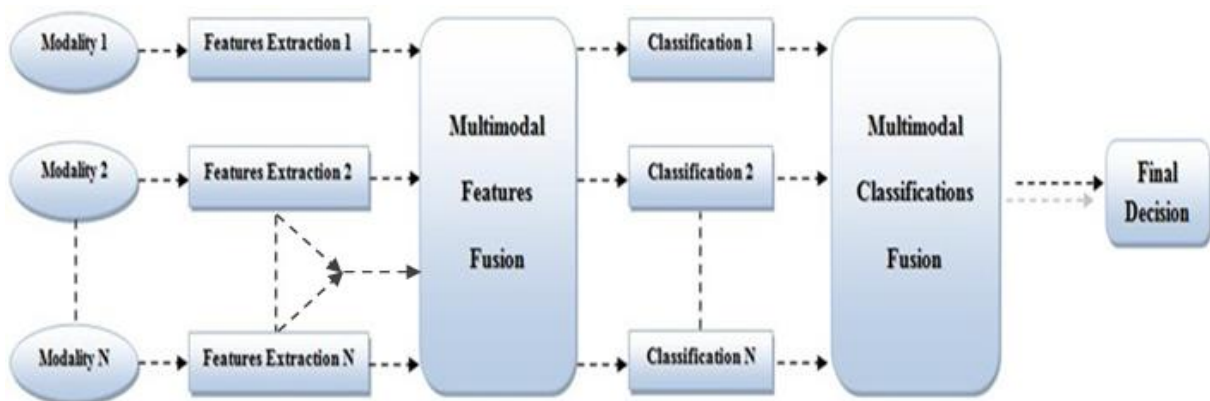 Modality 1
Features Extraction 1
Classification 1
Modality 2
Features Extraction 2
Multimodal
Features
Fusion
Classification 2
Multimodal
Classifications
Fusion
Final
Decision
Modality N
Features Extraction N
Classification N